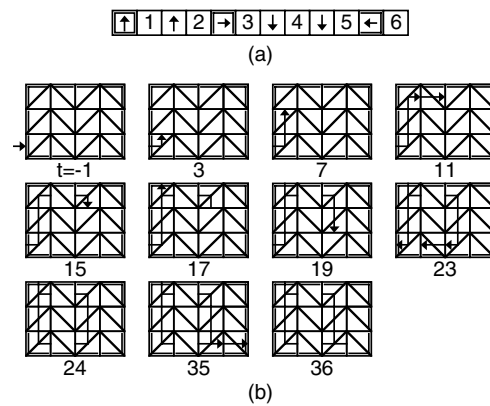 ↑ 1 ↑ 2 → 3 ↓ 4 ↓ 5 ← 6
(a)
t=-1 3 7 11
15 17 19 23
24 35 36
(b)